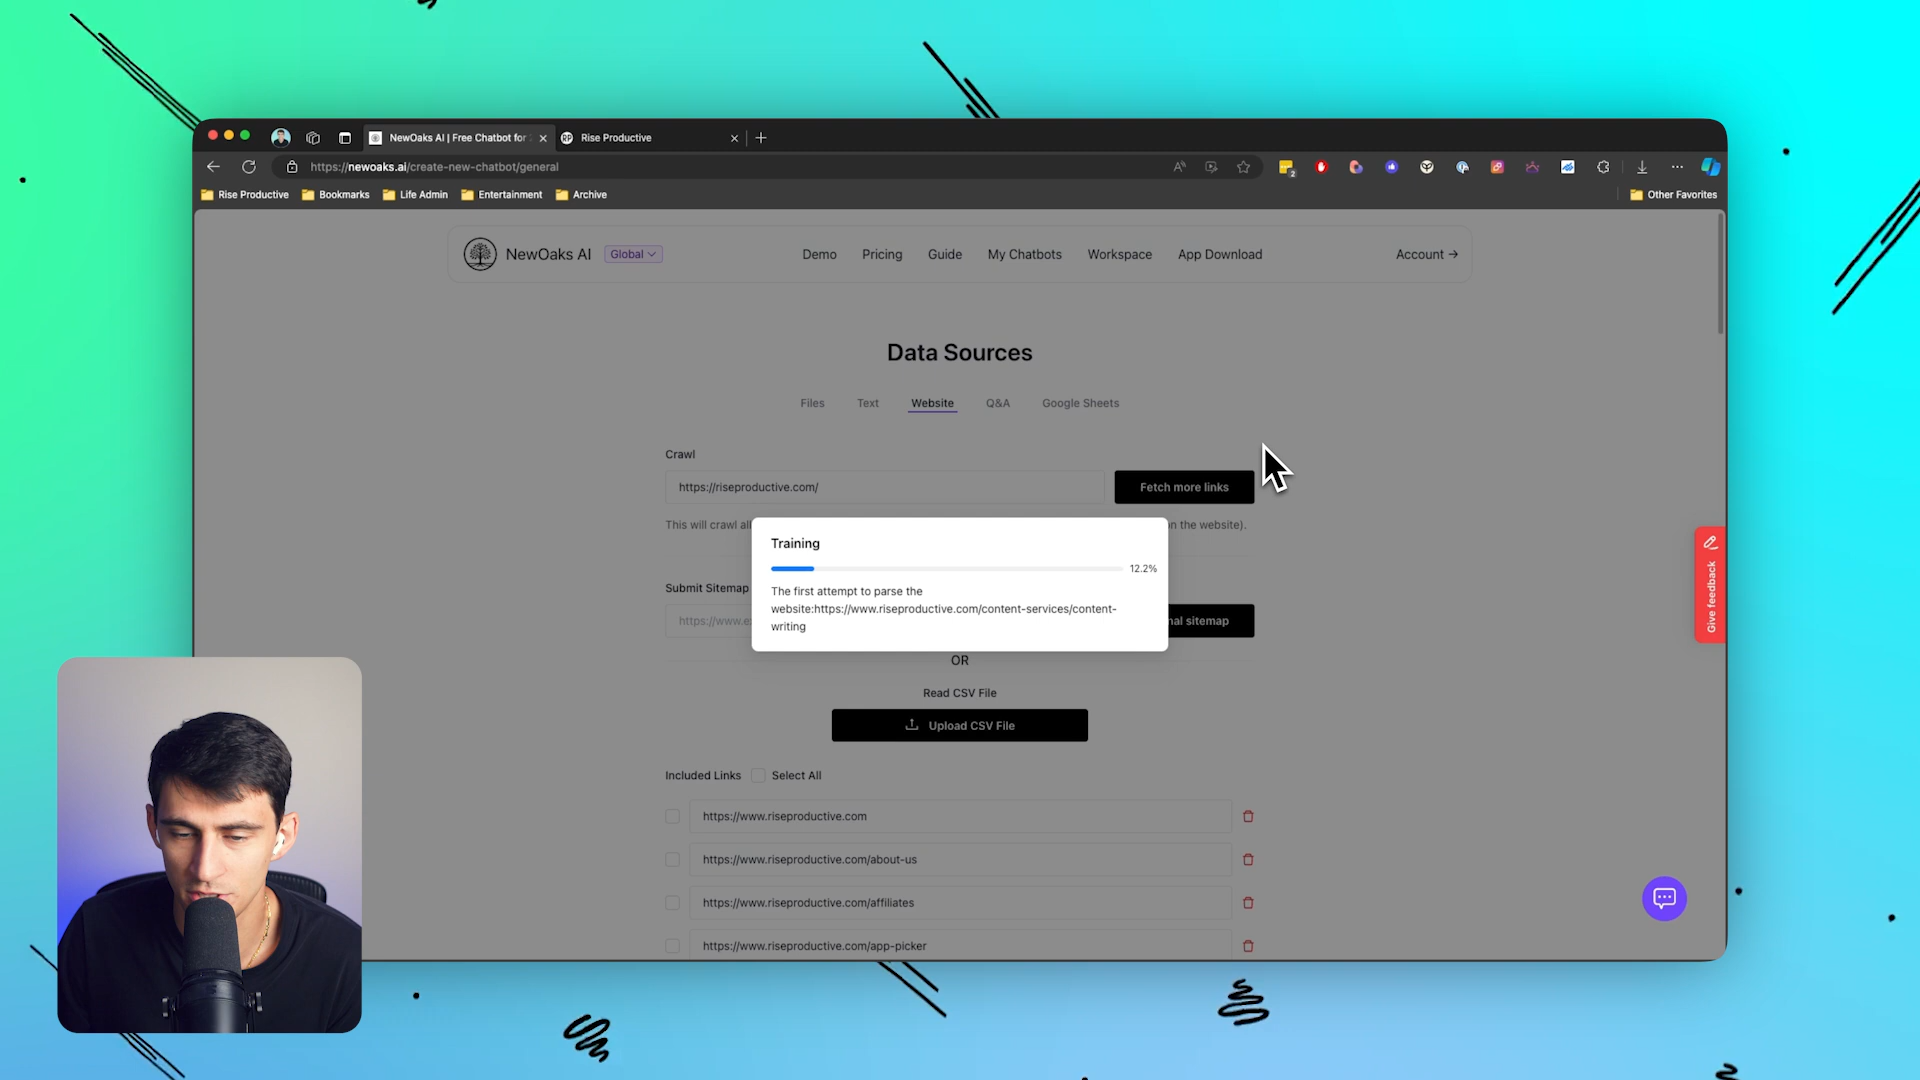 NewOaks AI | Free Chatbot for
Rise Productive
https://newoaks.ai/create-new-chatbot/general
2
Rise Productive
Bookmarks
Life Admin
Entertainment
Archive
Other Favorites
NewOaks AI
Global
Demo
Pricing
Guide
My Chatbots
Workspace
App Download
Account →
Data Sources
Files
Text
Website
Q&A
Google Sheets
Crawl
https://riseproductive.com/
Fetch more links
This will crawl all
n the website).
Training
12.2%
The first attempt to parse the
website:https://www.riseproductive.com/content-services/content-
writing
Submit Sitemap
https://www.e
nal sitemap
OR
Read CSV File
Upload CSV File
Included Links
Select All
https://www.riseproductive.com
https://www.riseproductive.com/about-us
https://www.riseproductive.com/affiliates
https://www.riseproductive.com/app-picker
Give feedback